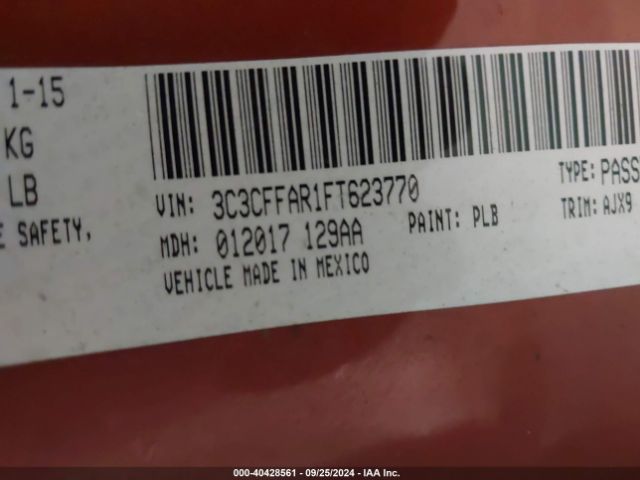 1-15
KG
LB
E SAFETY,
VIN: 3C3CFFAR1FT623770
TYPE: PASS
MDH: 012017 129AA
PAINT: PLB
TRIM: AJX9
VEHICLE MADE IN MEXICO
000-40428561 - 09/25/2024 - IAA Inc.